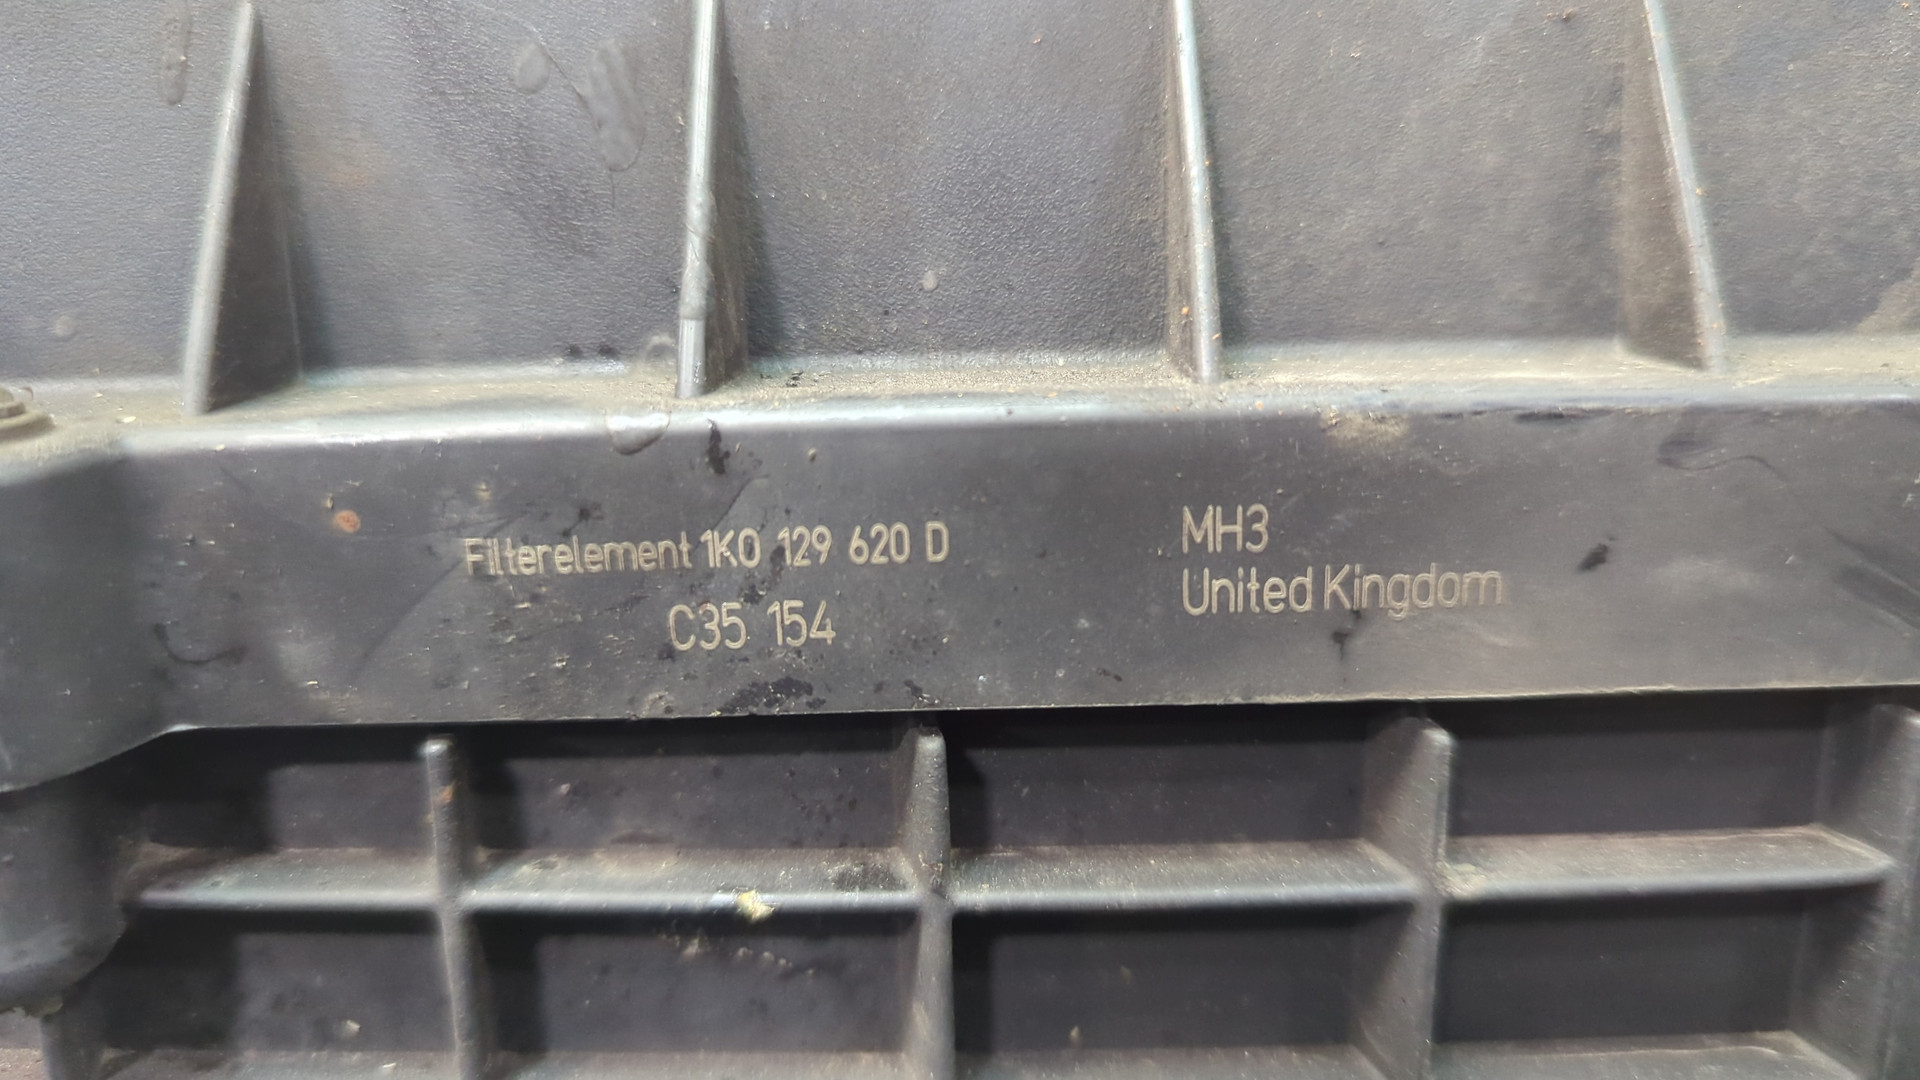 Filterelement 1K0 129 620 D
C35 154
MH3
United Kingdom